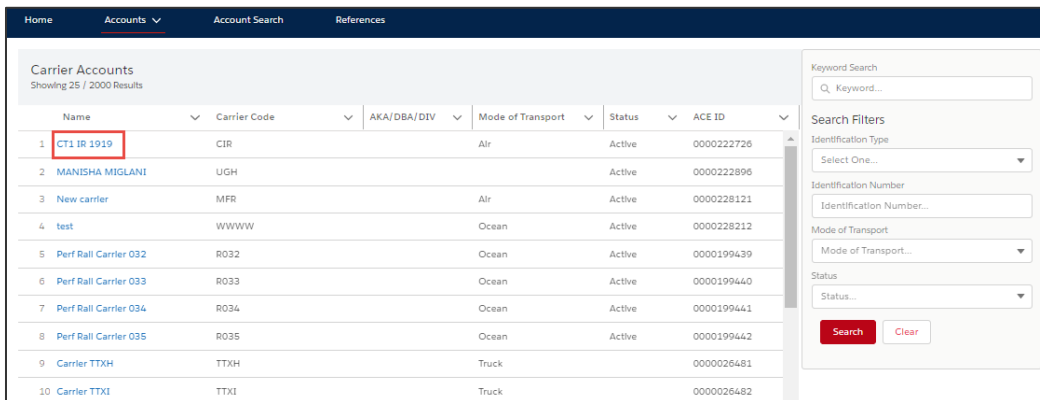 Home Accounts Account Search References
Carrier Accounts
Showing 25 / 2000 Results
Name Carrier Code AKA/DBA/DIV Mode of Transport Status ACE ID
1 CT1 IR 1919 CIR Air Active 0000222726
2 MANISHA MIGLANI UGH Active 0000222896
3 New carrier MFR Air Active 0000228121
4 test WWWW Ocean Active 0000228212
5 Perf Rail Carrier 032 R032 Ocean Active 0000199439
6 Perf Rail Carrier 033 R033 Ocean Active 0000199440
7 Perf Rail Carrier 034 R034 Ocean Active 0000199441
8 Perf Rail Carrier 035 R035 Ocean Active 0000199442
9 Carrier TTXH TTXH Truck 0000026481
10 Carrier TTXI TTXI Truck 0000026482
Keyword Search
Keyword...
Search Filters
Identification Type
Select One...
Identification Number
Identification Number...
Mode of Transport
Mode of Transport...
Status
Status...
Search Clear